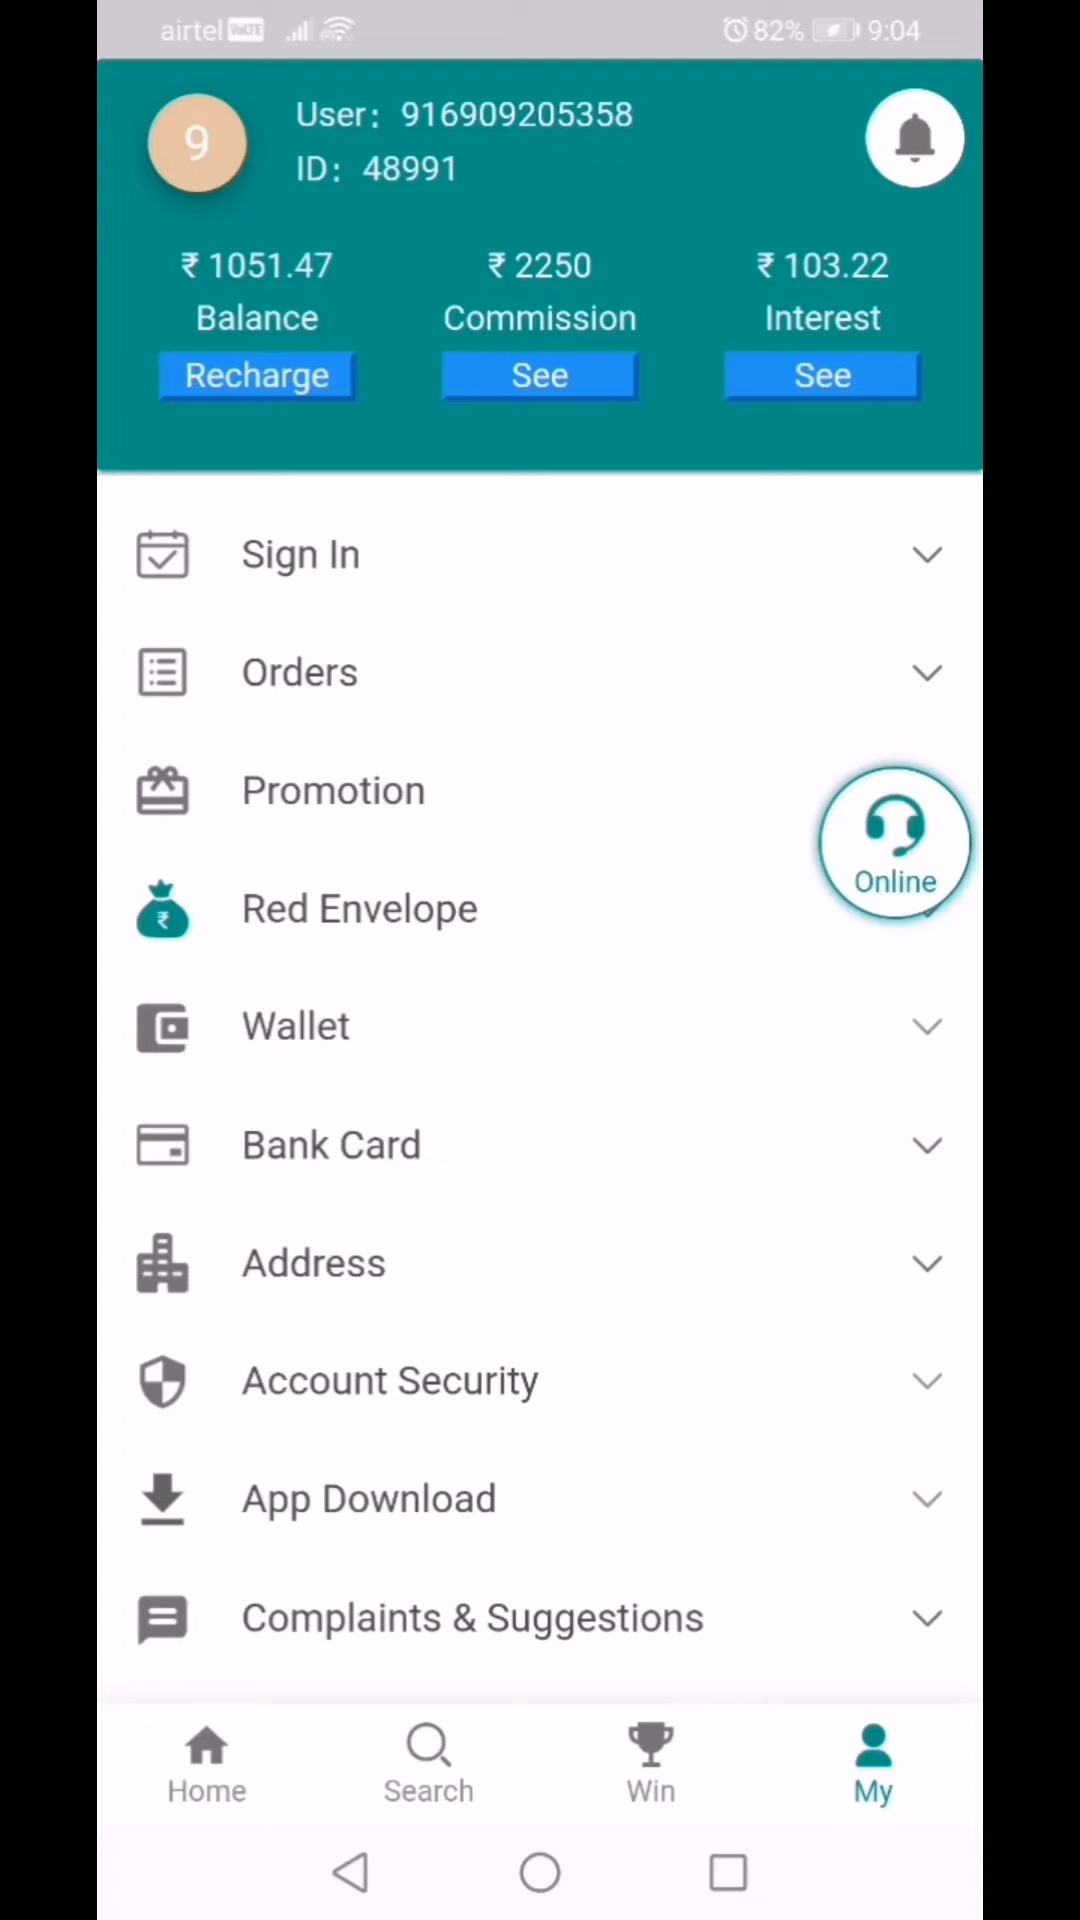 airtel VoLTE 82% 9:04
9
User: 916909205358
ID: 48991
₹ 1051.47 ₹ 2250 ₹ 103.22
Balance Commission Interest
Recharge See See
Sign In
Orders
Promotion
Online
Red Envelope
Wallet
Bank Card
Address
Account Security
App Download
Complaints & Suggestions
Home Search Win My